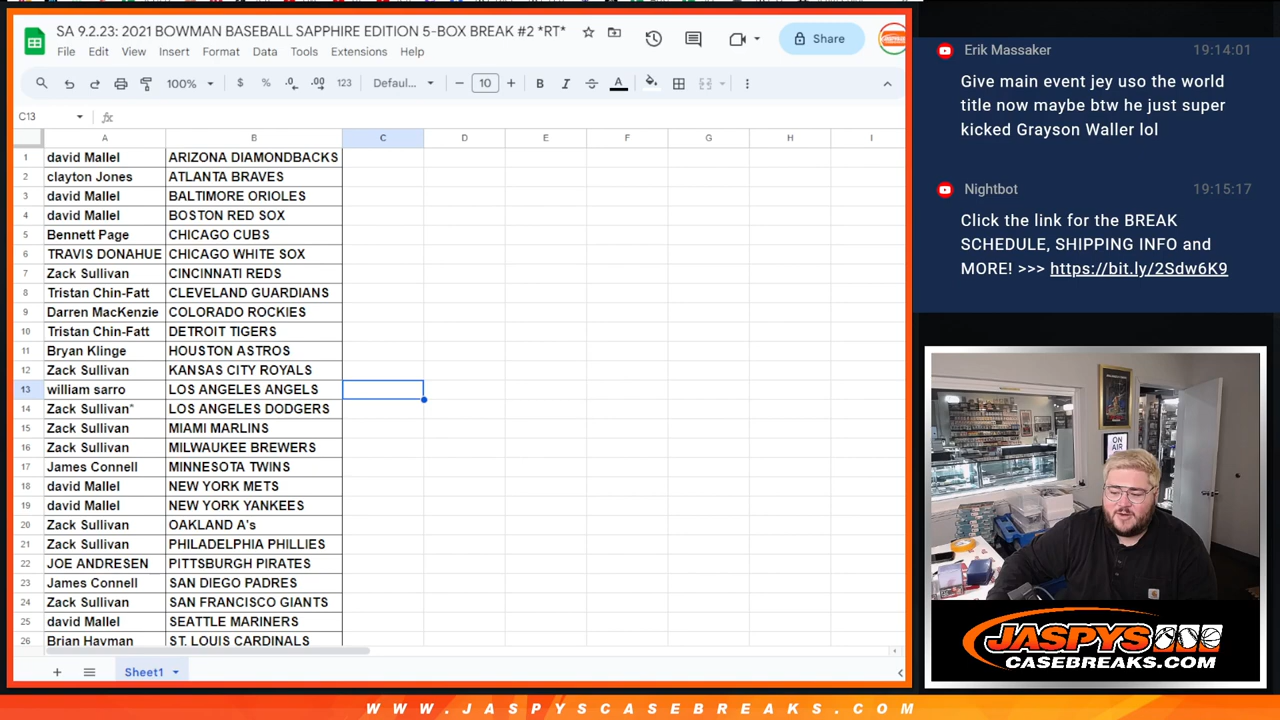 SA 9.2.23: 2021 BOWMAN BASEBALL SAPPHIRE EDITION 5-BOX BREAK #2 *RT*
File Edit View Insert Format Data Tools Extensions Help
Share
100% $ % .0 .00 123 Defaul... 10 B I A
C13
A B C D E F G H I
1 david Mallel ARIZONA DIAMONDBACKS
2 clayton Jones ATLANTA BRAVES
3 david Mallel BALTIMORE ORIOLES
4 david Mallel BOSTON RED SOX
5 Bennett Page CHICAGO CUBS
6 TRAVIS DONAHUE CHICAGO WHITE SOX
7 Zack Sullivan CINCINNATI REDS
8 Tristan Chin-Fatt CLEVELAND GUARDIANS
9 Darren MacKenzie COLORADO ROCKIES
10 Tristan Chin-Fatt DETROIT TIGERS
11 Bryan Klinge HOUSTON ASTROS
12 Zack Sullivan KANSAS CITY ROYALS
13 william sarro LOS ANGELES ANGELS
14 Zack Sullivan* LOS ANGELES DODGERS
15 Zack Sullivan MIAMI MARLINS
16 Zack Sullivan MILWAUKEE BREWERS
17 James Connell MINNESOTA TWINS
18 david Mallel NEW YORK METS
19 david Mallel NEW YORK YANKEES
20 Zack Sullivan OAKLAND A's
21 Zack Sullivan PHILADELPHIA PHILLIES
22 JOE ANDRESEN PITTSBURGH PIRATES
23 James Connell SAN DIEGO PADRES
24 Zack Sullivan SAN FRANCISCO GIANTS
25 david Mallel SEATTLE MARINERS
26 Brian Hayman ST. LOUIS CARDINALS
Sheet1
Erik Massaker 19:14:01
Give main event jey uso the world
title now maybe btw he just super
kicked Grayson Waller lol
Nightbot 19:15:17
Click the link for the BREAK
SCHEDULE, SHIPPING INFO and
MORE! >>> https://bit.ly/2Sdw6K9
ON
AIR
JASPYS
CASEBREAKS.COM
WWW.JASPYSCASEBREAKS.COM